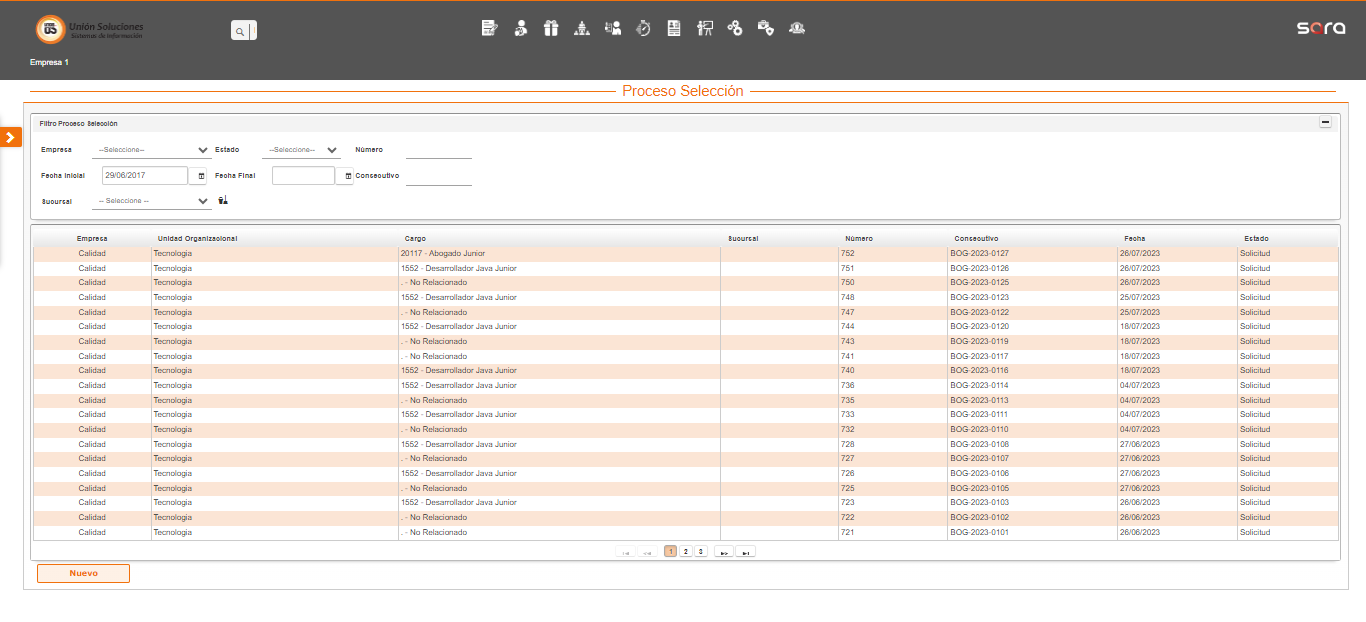 Unión Soluciones
Sistemas de Información
sara
Empresa 1
Proceso Selección
Filtro Proceso Selección
Empresa --Seleccione-- Estado --Seleccione-- Número
Fecha Inicial 29/06/2017 Fecha Final Consecutivo
Sucursal -- Seleccione --
Empresa Unidad Organizacional Cargo Sucursal Número Consecutivo Fecha Estado
Calidad Tecnologia 20117 - Abogado Junior 752 BOG-2023-0127 26/07/2023 Solicitud
Calidad Tecnologia 1552 - Desarrollador Java Junior 751 BOG-2023-0126 26/07/2023 Solicitud
Calidad Tecnologia . - No Relacionado 750 BOG-2023-0125 26/07/2023 Solicitud
Calidad Tecnologia 1552 - Desarrollador Java Junior 748 BOG-2023-0123 25/07/2023 Solicitud
Calidad Tecnologia . - No Relacionado 747 BOG-2023-0122 25/07/2023 Solicitud
Calidad Tecnologia 1552 - Desarrollador Java Junior 744 BOG-2023-0120 18/07/2023 Solicitud
Calidad Tecnologia . - No Relacionado 743 BOG-2023-0119 18/07/2023 Solicitud
Calidad Tecnologia . - No Relacionado 741 BOG-2023-0117 18/07/2023 Solicitud
Calidad Tecnologia 1552 - Desarrollador Java Junior 740 BOG-2023-0116 18/07/2023 Solicitud
Calidad Tecnologia 1552 - Desarrollador Java Junior 736 BOG-2023-0114 04/07/2023 Solicitud
Calidad Tecnologia . - No Relacionado 735 BOG-2023-0113 04/07/2023 Solicitud
Calidad Tecnologia 1552 - Desarrollador Java Junior 733 BOG-2023-0111 04/07/2023 Solicitud
Calidad Tecnologia . - No Relacionado 732 BOG-2023-0110 04/07/2023 Solicitud
Calidad Tecnologia 1552 - Desarrollador Java Junior 728 BOG-2023-0108 27/06/2023 Solicitud
Calidad Tecnologia . - No Relacionado 727 BOG-2023-0107 27/06/2023 Solicitud
Calidad Tecnologia 1552 - Desarrollador Java Junior 726 BOG-2023-0106 27/06/2023 Solicitud
Calidad Tecnologia . - No Relacionado 725 BOG-2023-0105 27/06/2023 Solicitud
Calidad Tecnologia 1552 - Desarrollador Java Junior 723 BOG-2023-0103 26/06/2023 Solicitud
Calidad Tecnologia . - No Relacionado 722 BOG-2023-0102 26/06/2023 Solicitud
Calidad Tecnologia . - No Relacionado 721 BOG-2023-0101 26/06/2023 Solicitud
1 2 3
Nuevo